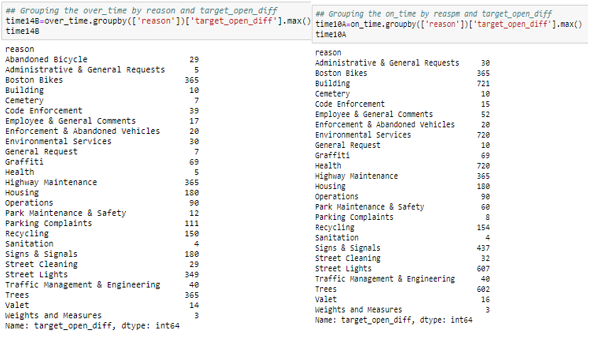 ## Grouping the over_time by reason and target_open_diff
time14B=over_time.groupby(['reason'])['target_open_diff'].max()
time14B
reason
Abandoned Bicycle 29
Administrative & General Requests 5
Boston Bikes 365
Building 10
Cemetery 7
Code Enforcement 39
Employee & General Comments 17
Enforcement & Abandoned Vehicles 20
Environmental Services 30
General Request 7
Graffiti 69
Health 5
Highway Maintenance 365
Housing 180
Operations 90
Park Maintenance & Safety 12
Parking Complaints 111
Recycling 150
Sanitation 4
Signs & Signals 180
Street Cleaning 29
Street Lights 349
Traffic Management & Engineering 40
Trees 365
Valet 14
Weights and Measures 3
Name: target_open_diff, dtype: int64
## Grouping the on_time by reaspm and target_open_diff
time10A=on_time.groupby(['reason'])['target_open_diff'].max()
time10A
reason
Administrative & General Requests 30
Boston Bikes 365
Building 721
Cemetery 10
Code Enforcement 15
Employee & General Comments 52
Enforcement & Abandoned Vehicles 20
Environmental Services 720
General Request 10
Graffiti 69
Health 720
Highway Maintenance 365
Housing 180
Operations 90
Park Maintenance & Safety 60
Parking Complaints 8
Recycling 154
Sanitation 4
Signs & Signals 437
Street Cleaning 32
Street Lights 607
Traffic Management & Engineering 40
Trees 602
Valet 16
Weights and Measures 3
Name: target_open_diff, dtype: int64